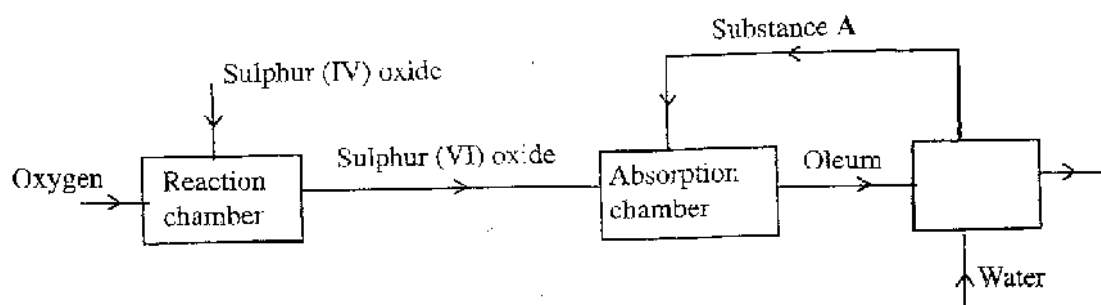 Substance A
Sulphur (IV) oxide
Oxygen
Reaction
chamber
Sulphur (VI) oxide
Absorption
chamber
Oleum
Water